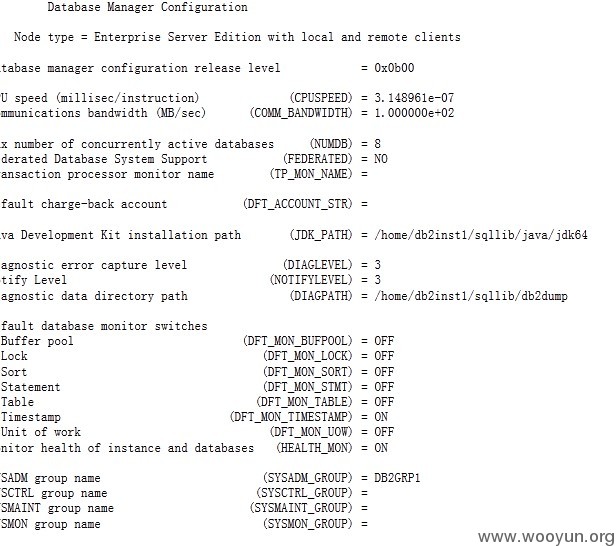 Database Manager Configuration
Node type = Enterprise Server Edition with local and remote clients
tabase manager configuration release level = 0x0b00
U speed (millisec/instruction) (CPUSPEED) = 3.148961e-07
mmunications bandwidth (MB/sec) (COMM_BANDWIDTH) = 1.000000e+02
x number of concurrently active databases (NUMDB) = 8
derated Database System Support (FEDERATED) = NO
ransaction processor monitor name (TP_MON_NAME) =
fault charge-back account (DFT_ACCOUNT_STR) =
va Development Kit installation path (JDK_PATH) = /home/db2inst1/sqllib/java/jdk64
agnostic error capture level (DIAGLEVEL) = 3
tify Level (NOTIFYLEVEL) = 3
agnostic data directory path (DIAGPATH) = /home/db2inst1/sqllib/db2dump
fault database monitor switches
Buffer pool (DFT_MON_BUFPOOL) = OFF
Lock (DFT_MON_LOCK) = OFF
Sort (DFT_MON_SORT) = OFF
Statement (DFT_MON_STMT) = OFF
Table (DFT_MON_TABLE) = OFF
Timestamp (DFT_MON_TIMESTAMP) = ON
Unit of work (DFT_MON_UOW) = OFF
nitor health of instance and databases (HEALTH_MON) = ON
SADM group name (SYSADM_GROUP) = DB2GRP1
SCTRL group name (SYSCTRL_GROUP) =
SMAINT group name (SYSMAINT_GROUP) =
SMON group name (SYSMON_GROUP) =
www.wooyun.org